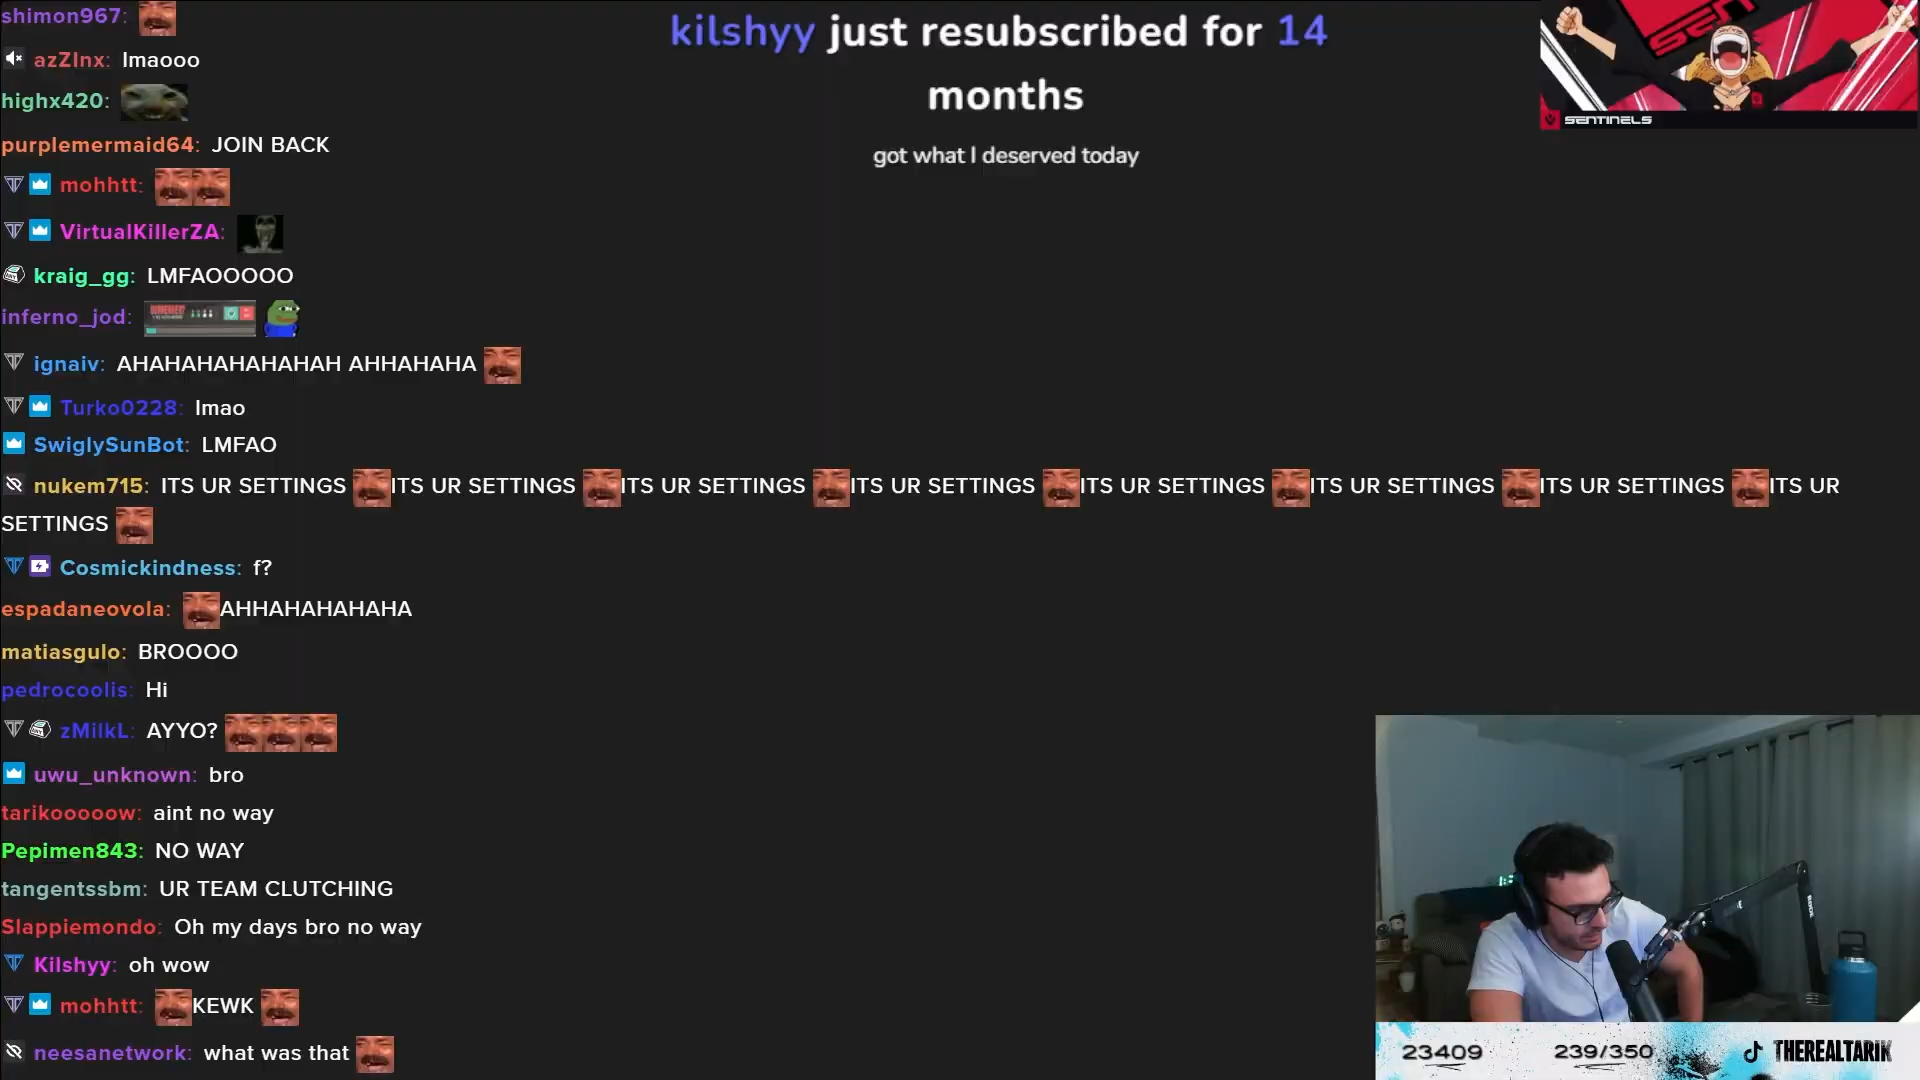 shimon967:
azZInx: lmaooo
highx420:
purplemermaid64: JOIN BACK
mohhtt:
VirtualKillerZA:
kraig_gg: LMFAOOOOO
inferno_jod:
ignaiv: AHAHAHAHAHAHAH AHHAHAHA
Turko0228: lmao
SwiglySunBot: LMFAO
nukem715: ITS UR SETTINGS ITS UR SETTINGS ITS UR SETTINGS ITS UR SETTINGS ITS UR SETTINGS ITS UR SETTINGS ITS UR SETTINGS ITS UR
SETTINGS
Cosmickindness: f?
espadaneovola: AHHAHAHAHAHA
matiasgulo: BROOOO
pedrocoolis: Hi
zMilkL: AYYO?
uwu_unknown: bro
tarikooooow: aint no way
Pepimen843: NO WAY
tangentssbm: UR TEAM CLUTCHING
Slappiemondo: Oh my days bro no way
Kilshyy: oh wow
mohhtt: KEWK
neesanetwork: what was that
kilshyy just resubscribed for 14
months
got what I deserved today
SEN
SENTINELS
23409 239/350 THEREALTARIK